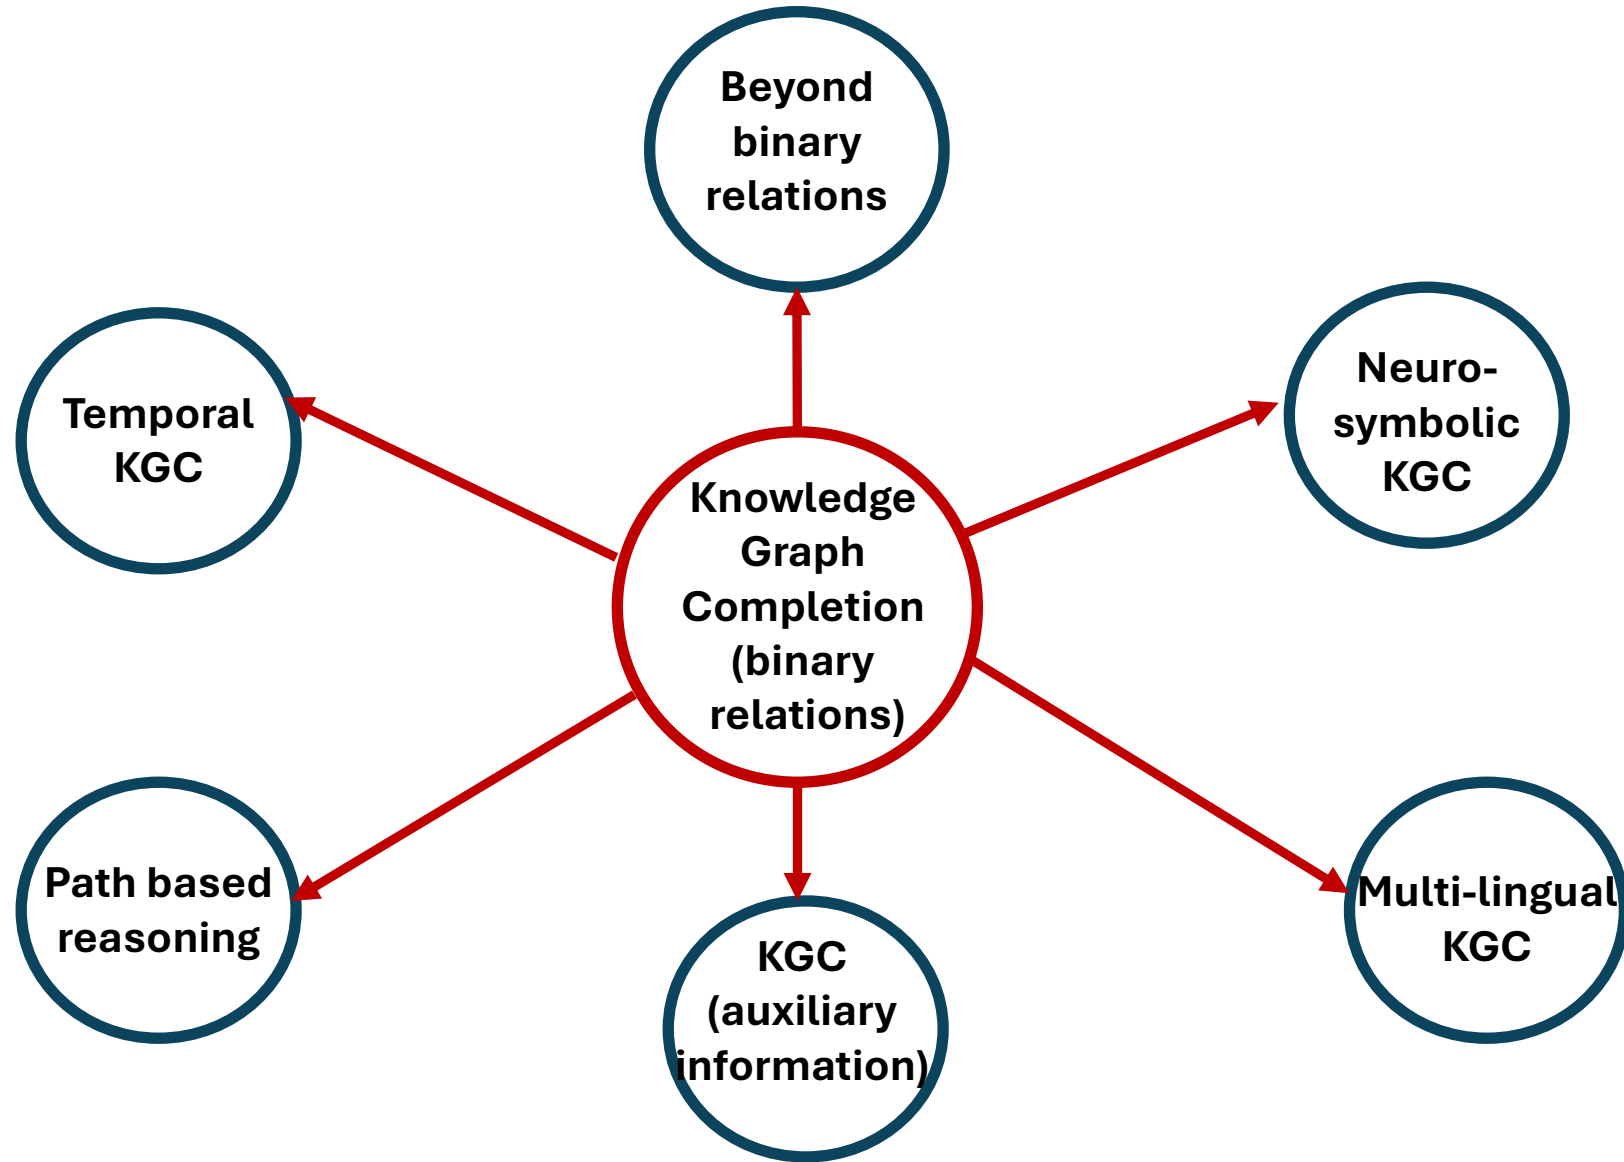 Beyond
binary
relations
Neuro-
symbolic
KGC
Temporal
KGC
Knowledge
Graph
Completion
(binary
relations)
Path based
reasoning
KGC
(auxiliary
information)
Multi-lingual
KGC